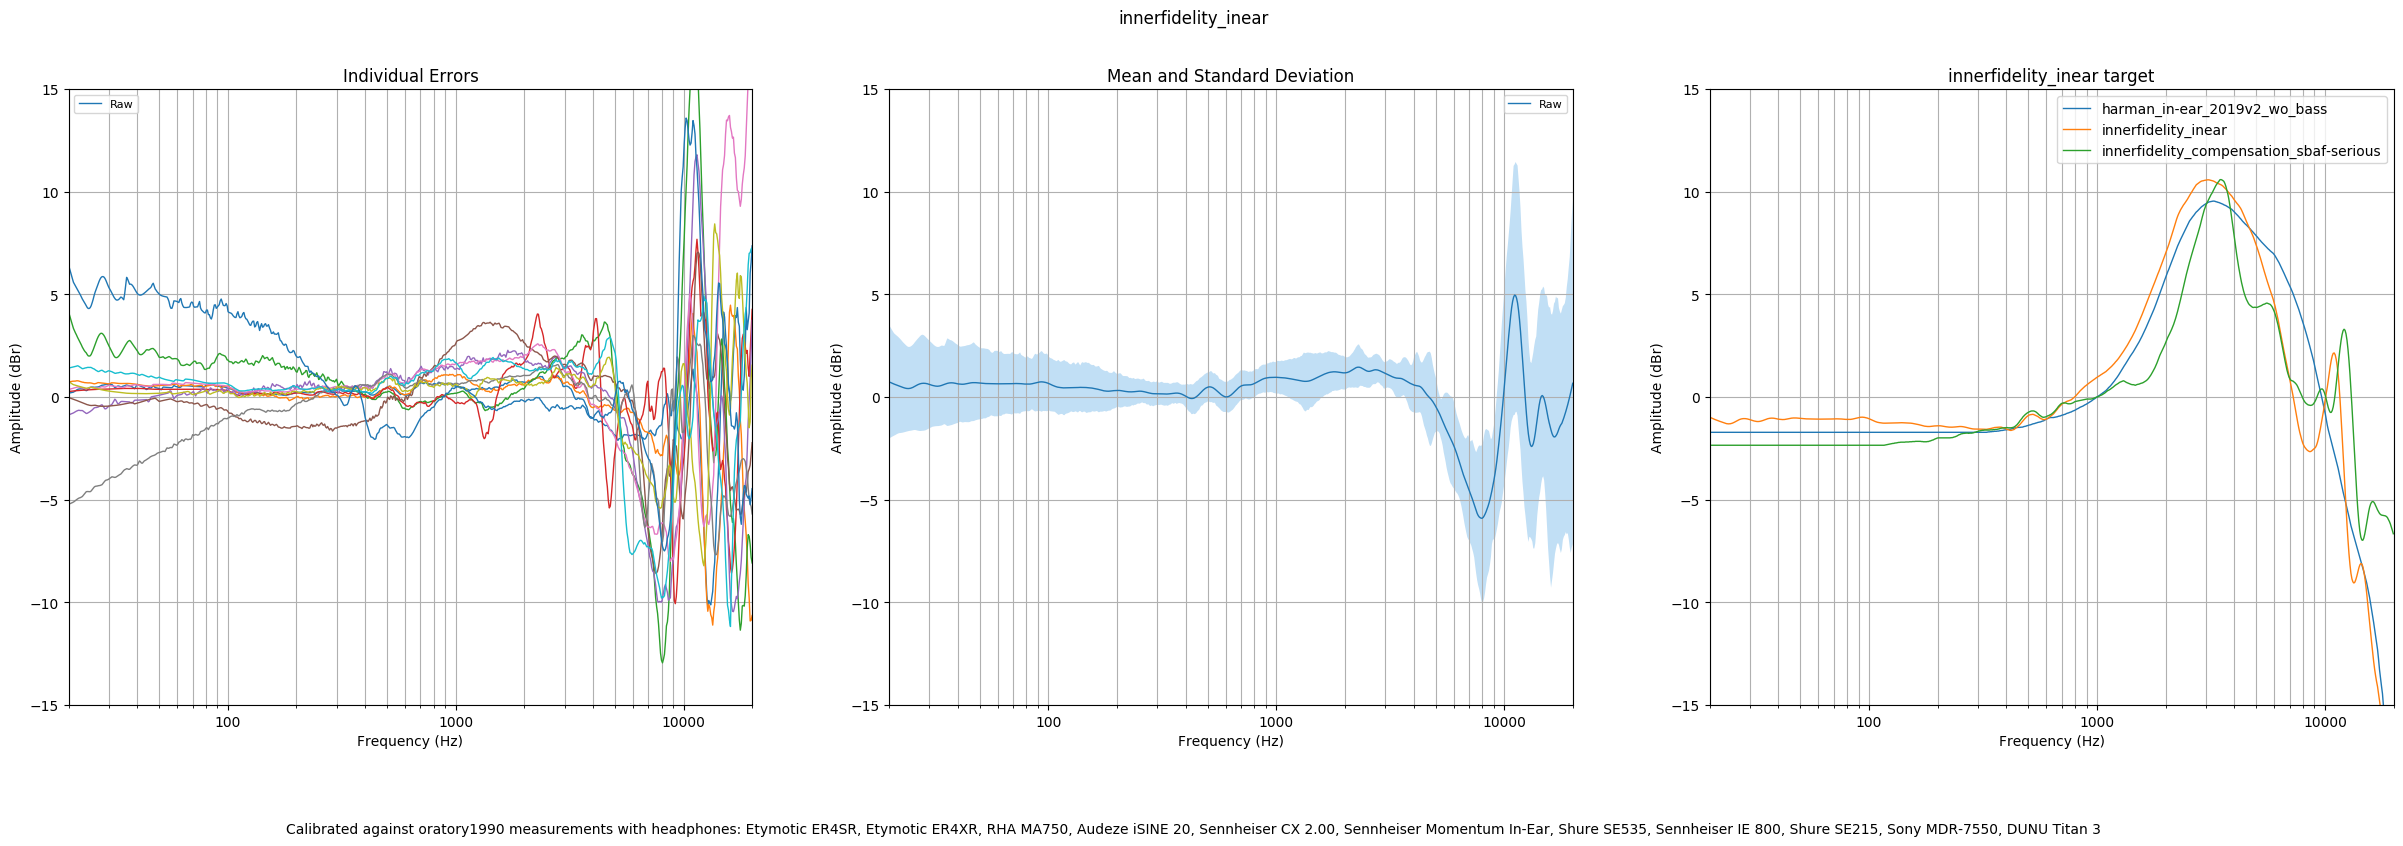 innerfidelity_inear
Individual Errors
Raw
15
10
5
0
−5
−10
−15
Amplitude (dBr)
100
1000
10000
Frequency (Hz)
Mean and Standard Deviation
Raw
15
10
5
0
−5
−10
−15
Amplitude (dBr)
100
1000
10000
Frequency (Hz)
innerfidelity_inear target
harman_in-ear_2019v2_wo_bass
innerfidelity_inear
innerfidelity_compensation_sbaf-serious
15
10
5
0
−5
−10
−15
Amplitude (dBr)
100
1000
10000
Frequency (Hz)
Calibrated against oratory1990 measurements with headphones: Etymotic ER4SR, Etymotic ER4XR, RHA MA750, Audeze iSINE 20, Sennheiser CX 2.00, Sennheiser Momentum In-Ear, Shure SE535, Sennheiser IE 800, Shure SE215, Sony MDR-7550, DUNU Titan 3